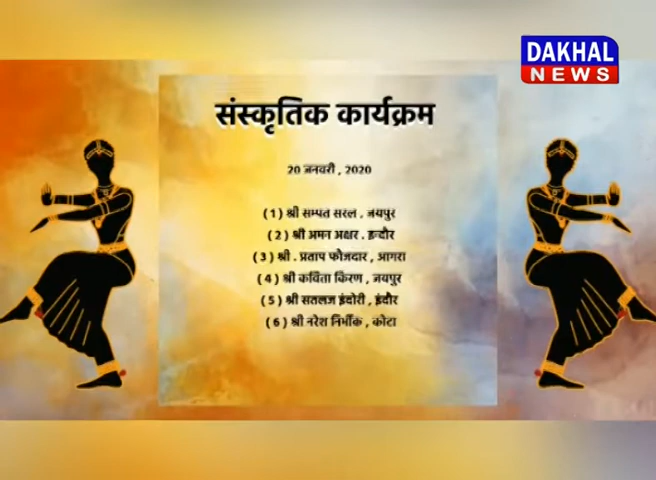 DAKHAL
NEWS
संस्कृतिक कार्यक्रम
20 जनवरी , 2020
(1) श्री सम्पत सरल , जयपुर
(2) श्री अमन अक्षर . इन्दौर
(3) श्री . प्रताप फौजदार , आगरा
(4) श्री कविता किरण , जयपुर
(5) श्री सतलज इंदोरी , इंदौर
(6) श्री नरेश निर्भीक , कोटा